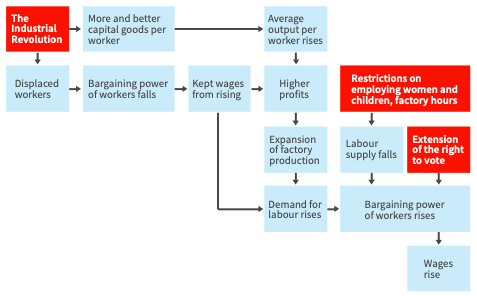 The
Industrial
Revolution
More and better
capital goods per
worker
Average
output per
worker rises
Displaced
workers
Bargaining power
of workers falls
Kept wages
from rising
Higher
profits
Restrictions on
employing women and
children, factory hours
Expansion
of factory
production
Labour
supply falls
Extension
of the right
to vote
Demand for
labour rises
Bargaining power
of workers rises
Wages
rise